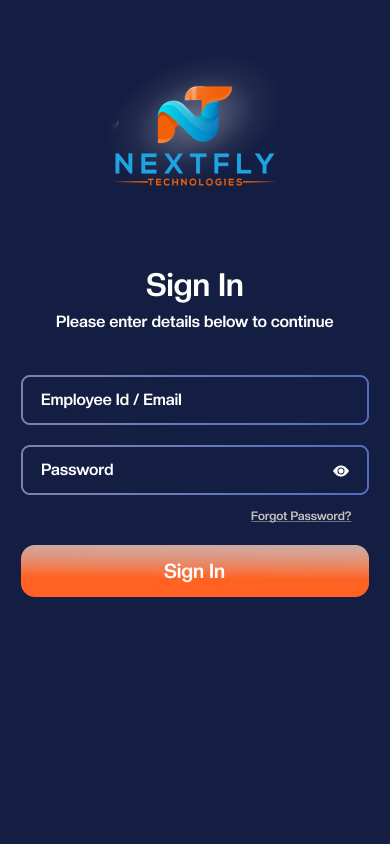 NEXTFLY
TECHNOLOGIES
Sign In
Please enter details below to continue
Employee Id / Email
Password
Forgot Password?
Sign In